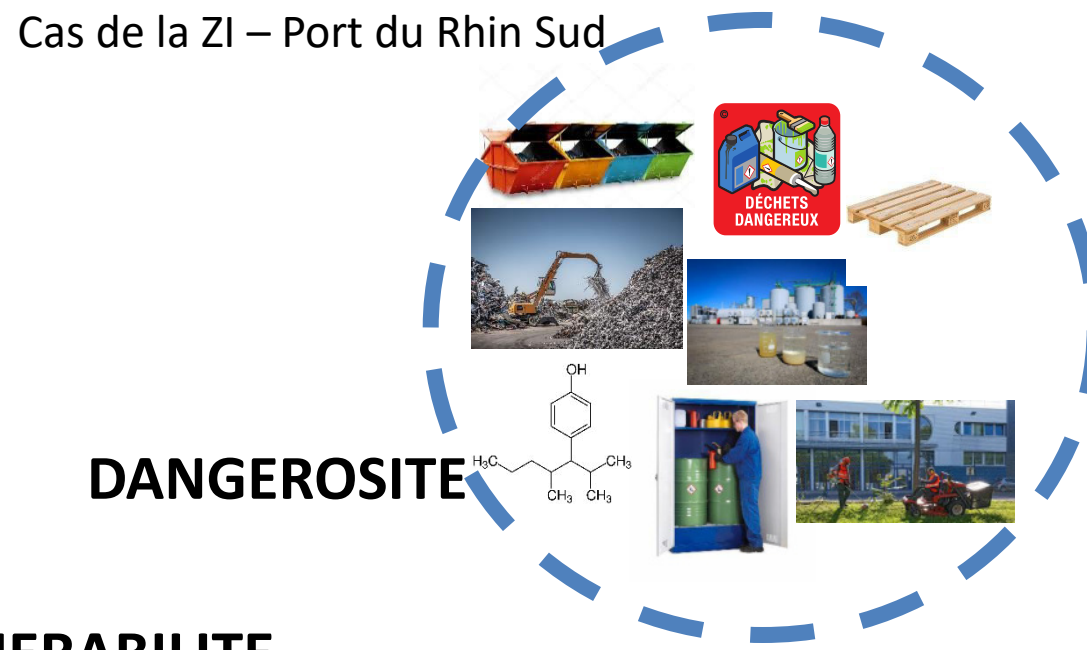 Cas de la ZI – Port du Rhin Sud
©
DÉCHETS
DANGEREUX
OH
H₃C
CH₃
CH₃
CH₃
DANGEROSITE